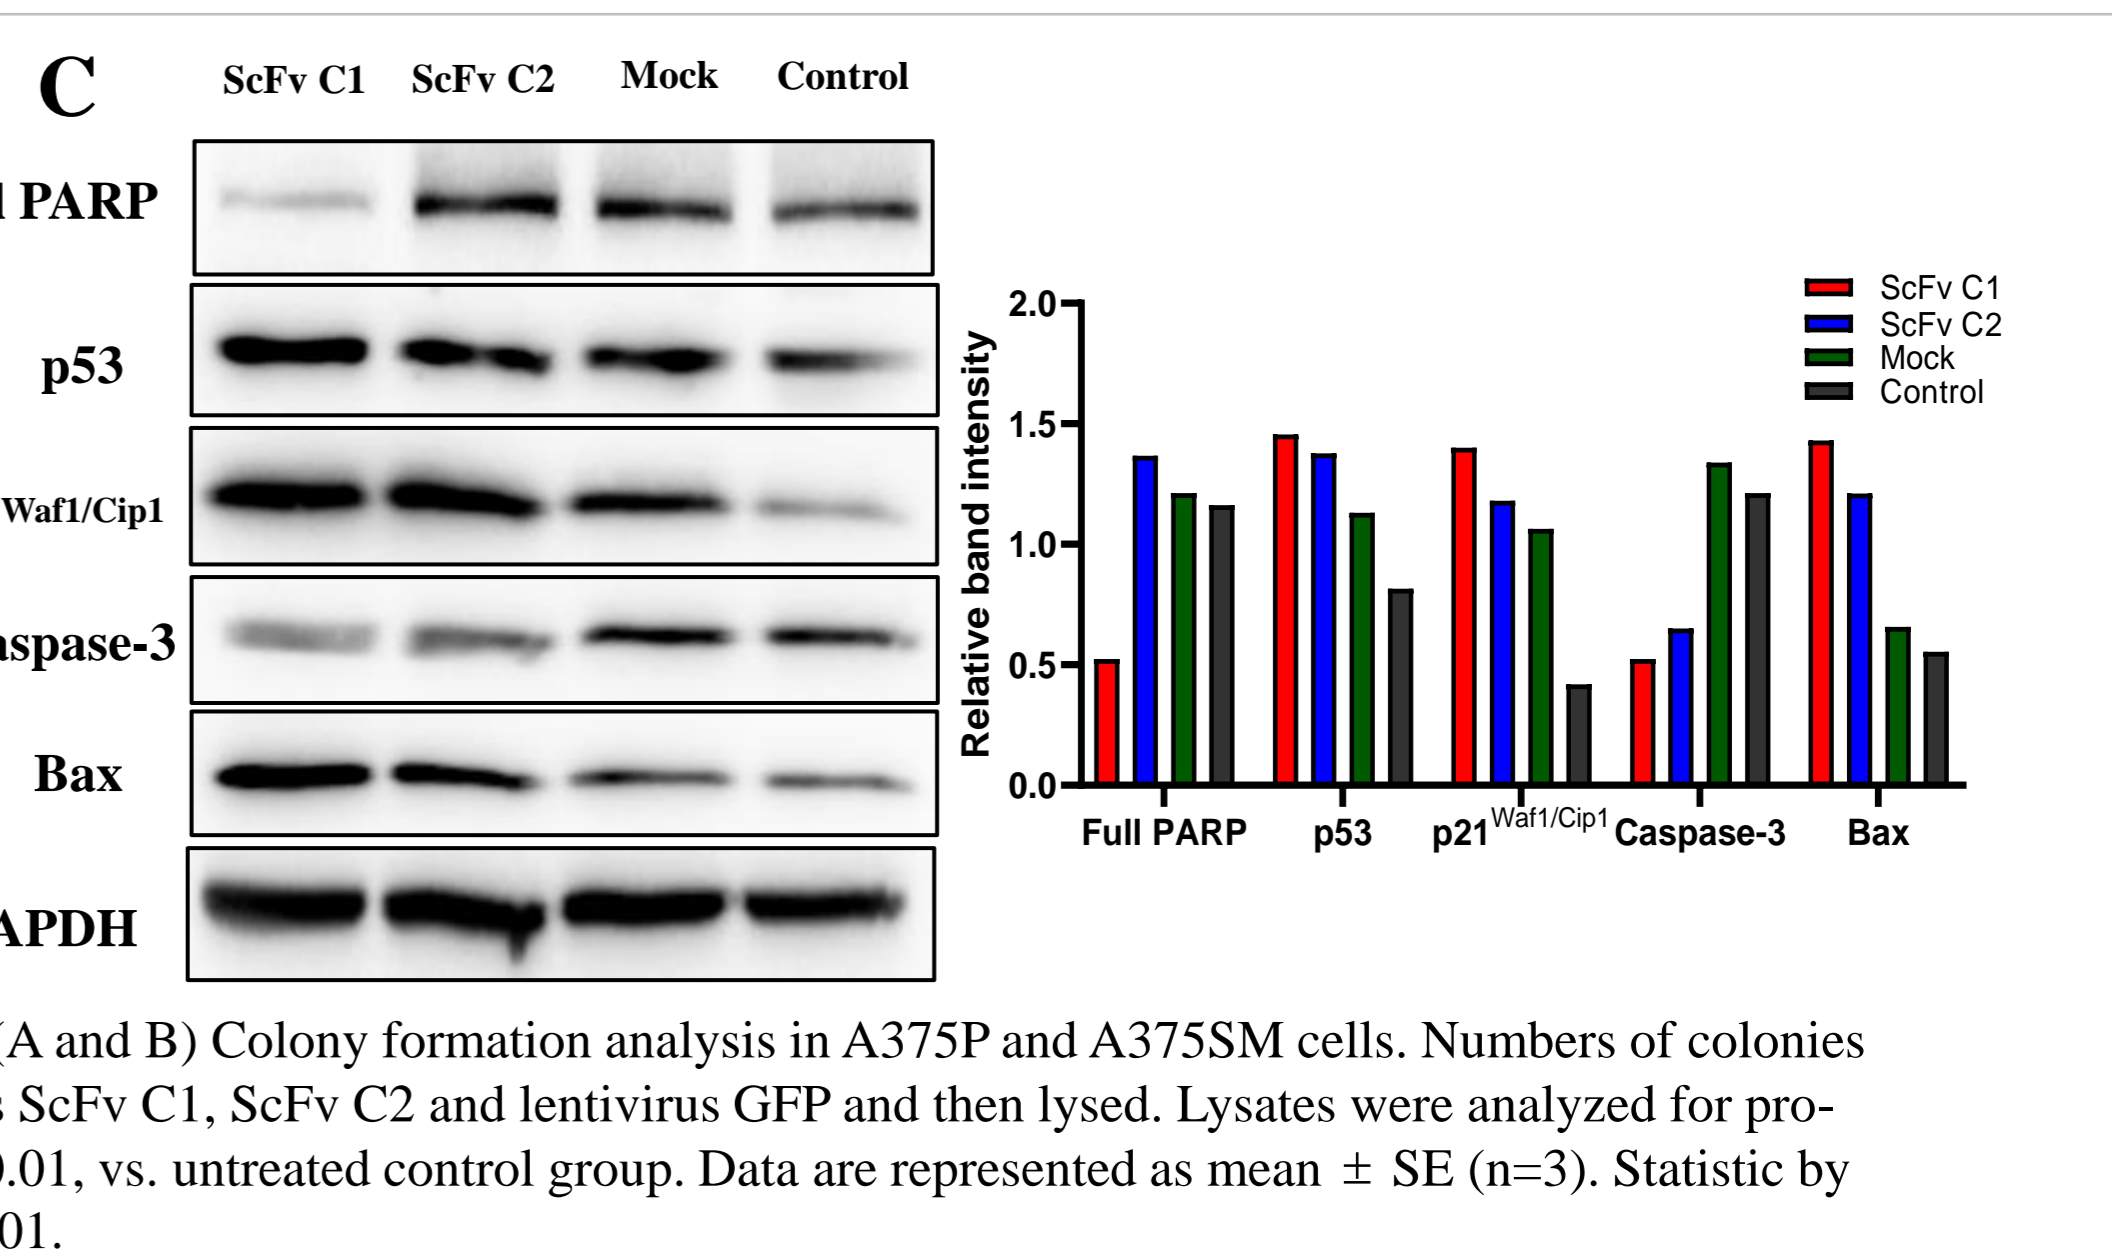 C
ScFv C1 ScFv C2 Mock Control
l PARP
p53
Waf1/Cip1
aspase-3
Bax
APDH
Relative band intensity
2.0
1.5
1.0
0.5
0.0
ScFv C1
ScFv C2
Mock
Control
Full PARP p53 p21Waf1/Cip1 Caspase-3 Bax
(A and B) Colony formation analysis in A375P and A375SM cells. Numbers of colonies
s ScFv C1, ScFv C2 and lentivirus GFP and then lysed. Lysates were analyzed for pro-
0.01, vs. untreated control group. Data are represented as mean ± SE (n=3). Statistic by
01.